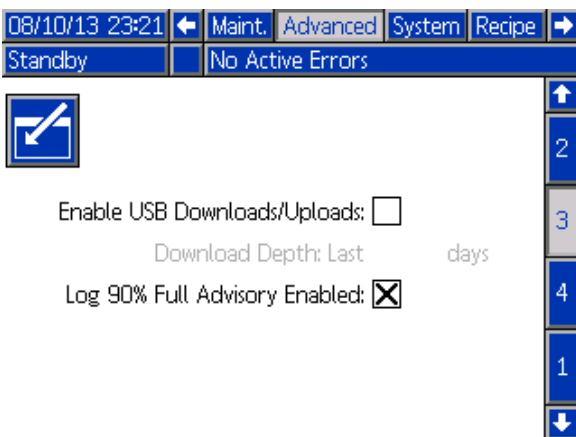 08/10/13 23:21 Maint. Advanced System Recipe
Standby No Active Errors
2
Enable USB Downloads/Uploads:
3
Download Depth: Last days
Log 90% Full Advisory Enabled:
4
1